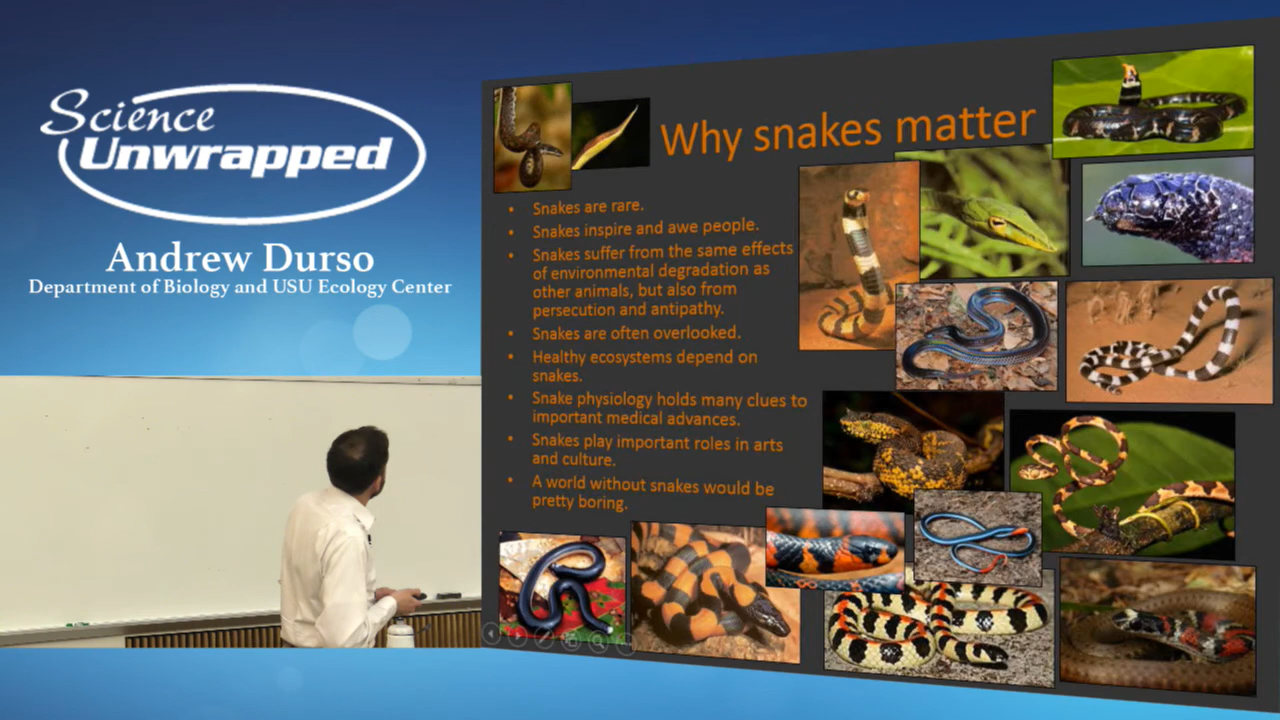 Science
Unwrapped
Andrew Durso
Department of Biology and USU Ecology Center
Why snakes matter
• Snakes are rare.
• Snakes inspire and awe people.
• Snakes suffer from the same effects
of environmental degradation as
other animals, but also from
persecution and antipathy.
• Snakes are often overlooked.
• Healthy ecosystems depend on
snakes.
• Snake physiology holds many clues to
important medical advances.
• Snakes play important roles in arts
and culture.
• A world without snakes would be
pretty boring.